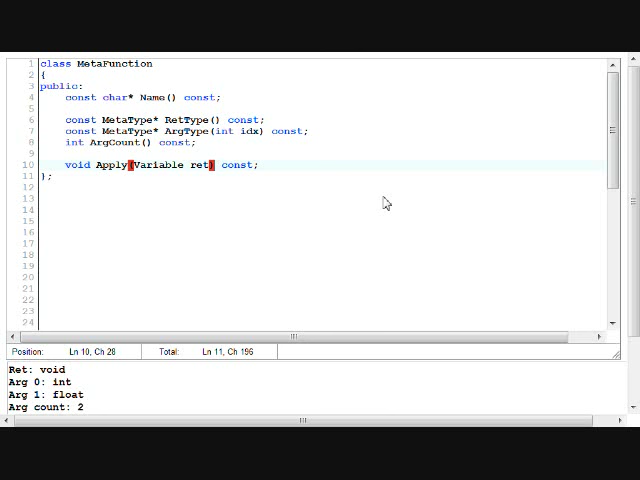 1 class MetaFunction
2 {
3 public:
4 const char* Name() const;
5
6 const MetaType* RetType() const;
7 const MetaType* ArgType(int idx) const;
8 int ArgCount() const;
9
10 void Apply(Variable ret) const;
11 };
12
13
14
15
16
17
18
19
20
21
22
23
24
Position: Ln 10, Ch 28 Total: Ln 11, Ch 196
Ret: void
Arg 0: int
Arg 1: float
Arg count: 2